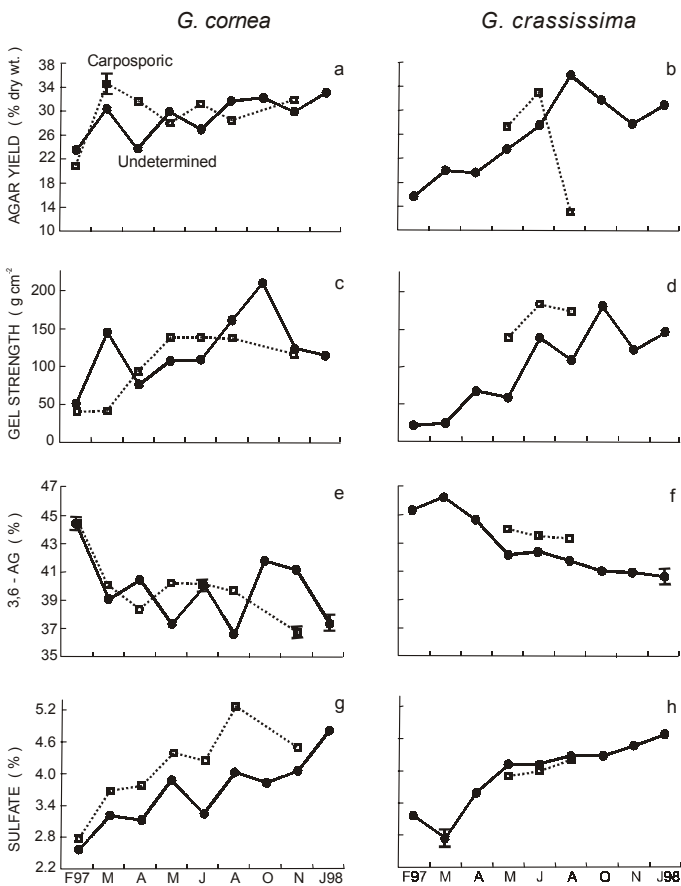 G. cornea
G. crassissima
AGAR YIELD ( % dry wt.)
38
34
30
26
22
18
14
10
Carposporic
Undetermined
a
b
GEL STRENGTH ( g cm-2)
200
150
100
50
0
c
d
3,6 - AG ( % )
47
45
43
41
39
37
35
e
f
SULFATE ( % )
5.2
4.6
4.0
3.4
2.8
2.2
g
h
F97 M A M J A O N J98
F97 M A M J A O N J98